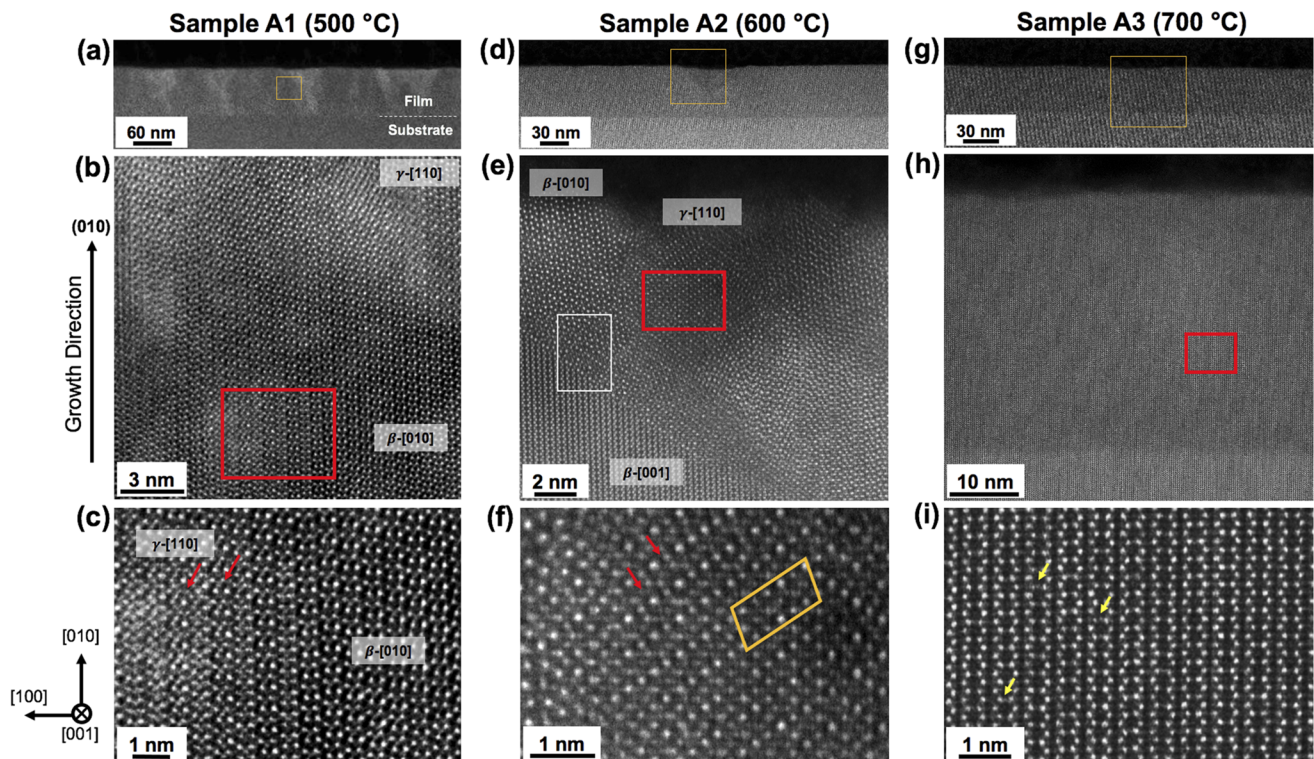 Sample A1 (500 °C)
Sample A2 (600 °C)
Sample A3 (700 °C)
(a)
Film
Substrate
60 nm
(d)
30 nm
(g)
30 nm
(b)
γ-[110]
β-[010]
3 nm
(010)
Growth Direction
(e)
β-[010]
γ-[110]
β-[001]
2 nm
(h)
10 nm
(c)
γ-[110]
β-[010]
1 nm
[010]
[100]
[001]
(f)
1 nm
(i)
1 nm